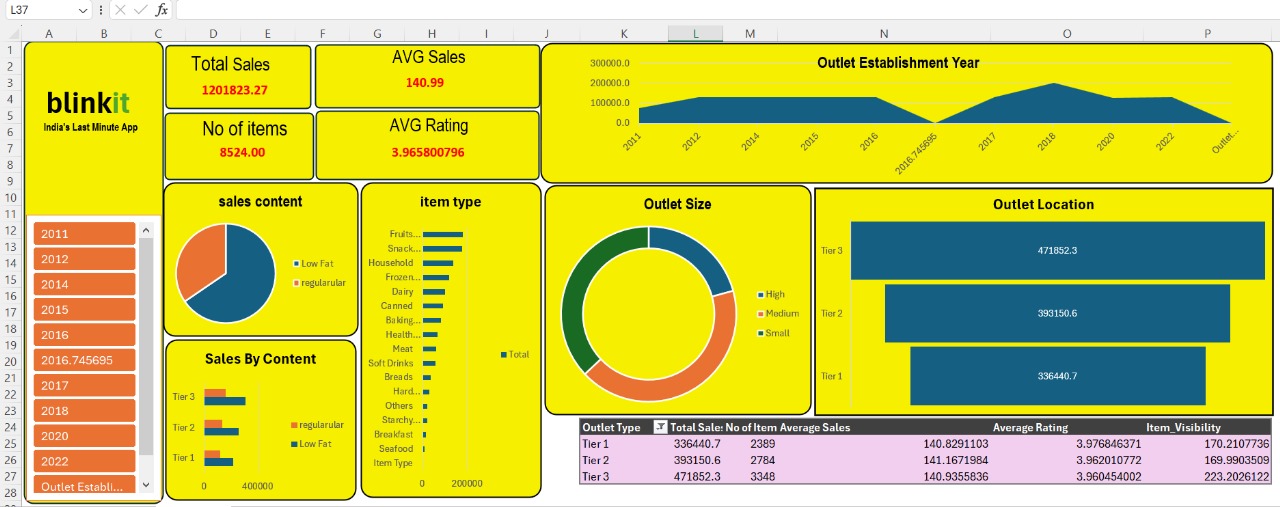 L37
fx
A B C D E F G H I J K L M N O P
1
2
3
4
5
6
7
8
9
10
11
12
13
14
15
16
17
18
19
20
21
22
23
24
25
26
27
28
blinkit
India's Last Minute App
Total Sales
1201823.27
AVG Sales
140.99
No of items
8524.00
AVG Rating
3.965800796
Outlet Establishment Year
300000.0
200000.0
100000.0
0.0
2011 2012 2014 2015 2016 2016.745695 2017 2018 2020 2022 Outlet...
2011
2012
2014
2015
2016
2016.745695
2017
2018
2020
2022
Outlet Establi...
sales content
Low Fat
regularular
Sales By Content
Tier 3
Tier 2
Tier 1
0 400000
regularular
Low Fat
item type
Fruits...
Snack...
Household
Frozen...
Dairy
Canned
Baking...
Health...
Meat
Soft Drinks
Breads
Hard...
Others
Starchy...
Breakfast
Seafood
Item Type
0 200000
Total
Outlet Size
High
Medium
Small
Outlet Location
Tier 3 471852.3
Tier 2 393150.6
Tier 1 336440.7
Outlet Type Total Sale: No of Item Average Sales Average Rating Item_Visibility
Tier 1 336440.7 2389 140.8291103 3.976846371 170.2107736
Tier 2 393150.6 2784 141.1671984 3.962010772 169.9903509
Tier 3 471852.3 3348 140.9355836 3.960454002 223.2026122